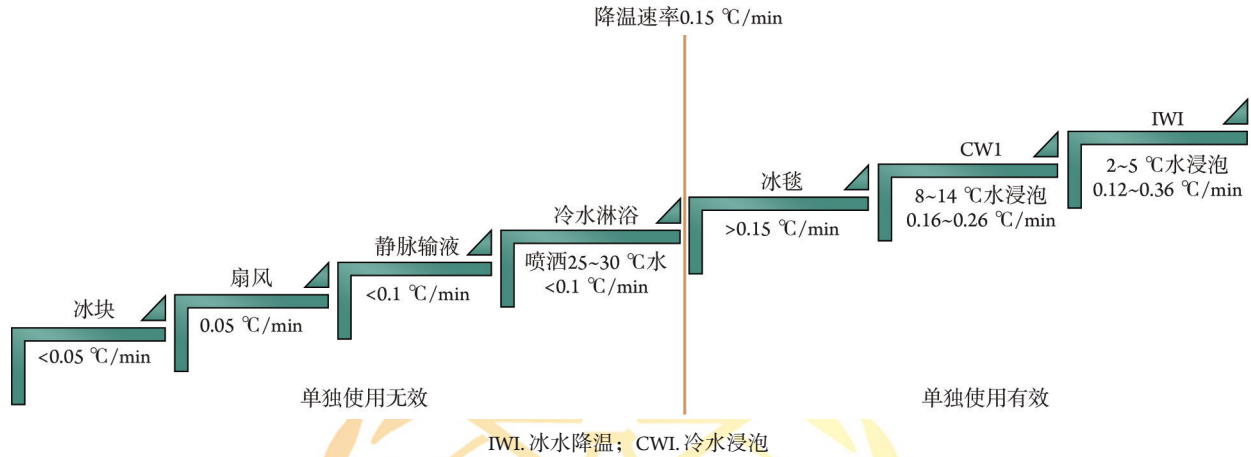 降温速率0.15 ℃/min
冰块
<0.05 ℃/min
扇风
0.05 ℃/min
静脉输液
<0.1 ℃/min
冷水淋浴
喷洒25~30 ℃水
<0.1 ℃/min
冰毯
>0.15 ℃/min
CW1
8~14 ℃水浸泡
0.16~0.26 ℃/min
IWI
2~5 ℃水浸泡
0.12~0.36 ℃/min
单独使用无效
单独使用有效
IWI. 冰水降温；CWI. 冷水浸泡